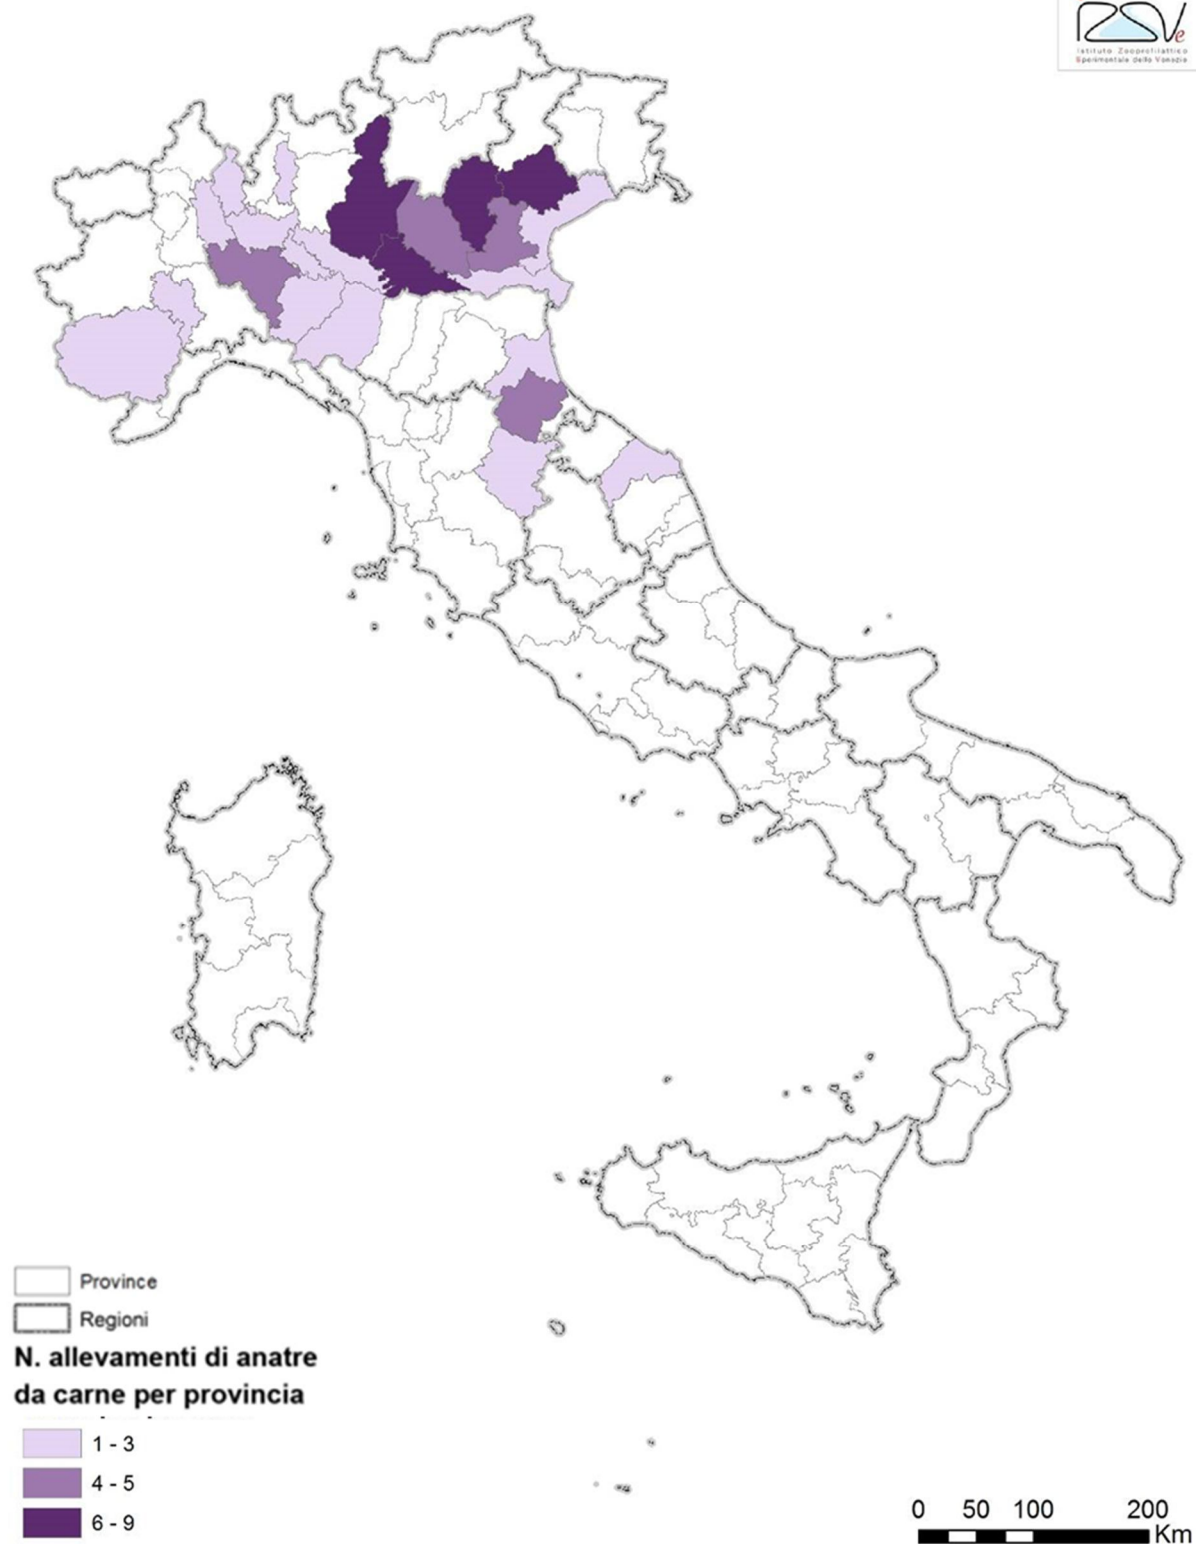 IZSVe
Istituto Zooprofilattico
Sperimentale delle Venezie
Province
Regioni
N. allevamenti di anatre
da carne per provincia
1 - 3
4 - 5
6 - 9
0 50 100 200
Km